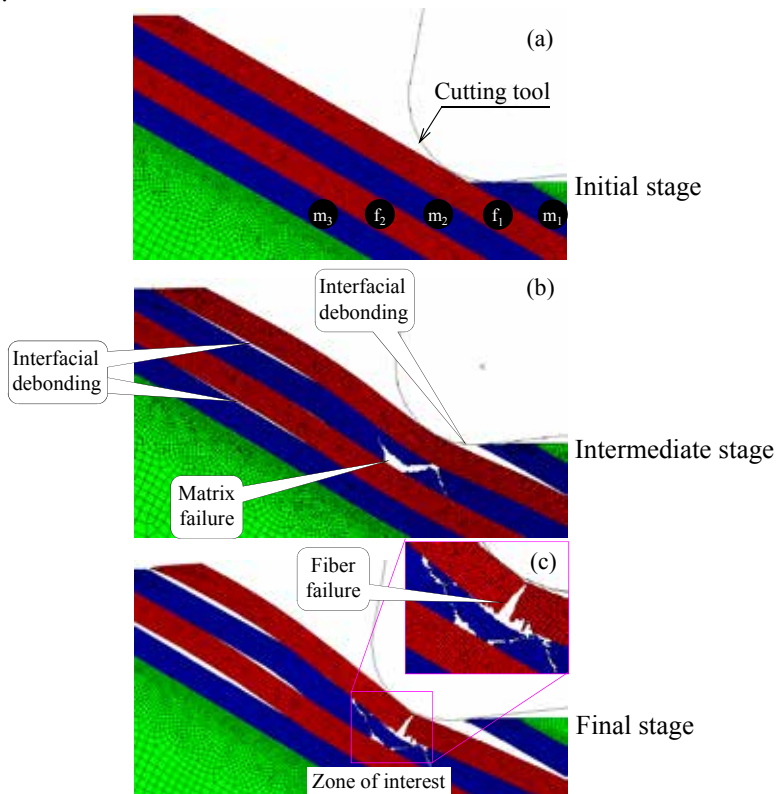 (a)
Cutting tool
Initial stage
m3
f2
m2
f1
m1
Interfacial
debonding
(b)
Interfacial
debonding
Intermediate stage
Matrix
failure
Fiber
failure
(c)
Final stage
Zone of interest